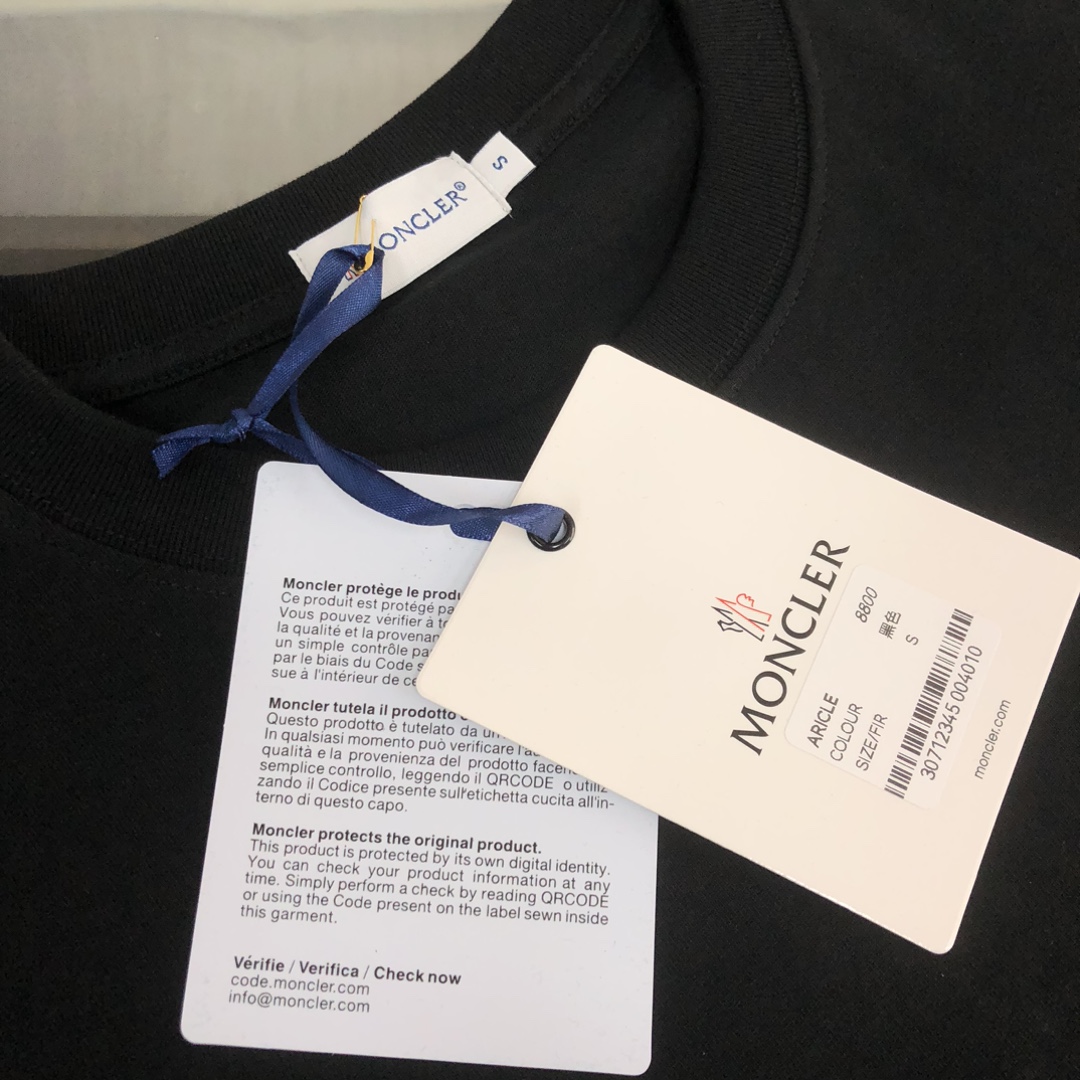 S
MONCLER®
Moncler protège le produ
Ce produit est protégé pa
Vous pouvez vérifier à to
la qualité et la provenan
un simple contrôle pa
par le biais du Code s
sue à l'intérieur de ce
Moncler tutela il prodotto
Questo prodotto è tutelato da un
In qualsiasi momento può verificare l'au
qualità e la provenienza del prodotto facen
semplice controllo, leggendo il QRCODE o utiliz-
zando il Codice presente sull'etichetta cucita all'in-
terno di questo capo.
Moncler protects the original product.
This product is protected by its own digital identity.
You can check your product information at any
time. Simply perform a check by reading QRCODE
or using the Code present on the label sewn inside
this garment.
Vérifie / Verifica / Check now
code.moncler.com
info@moncler.com
MONCLER
ARICLE 8800
COLOUR 黑色
SIZE/FIR S
30712345 004010
moncler.com